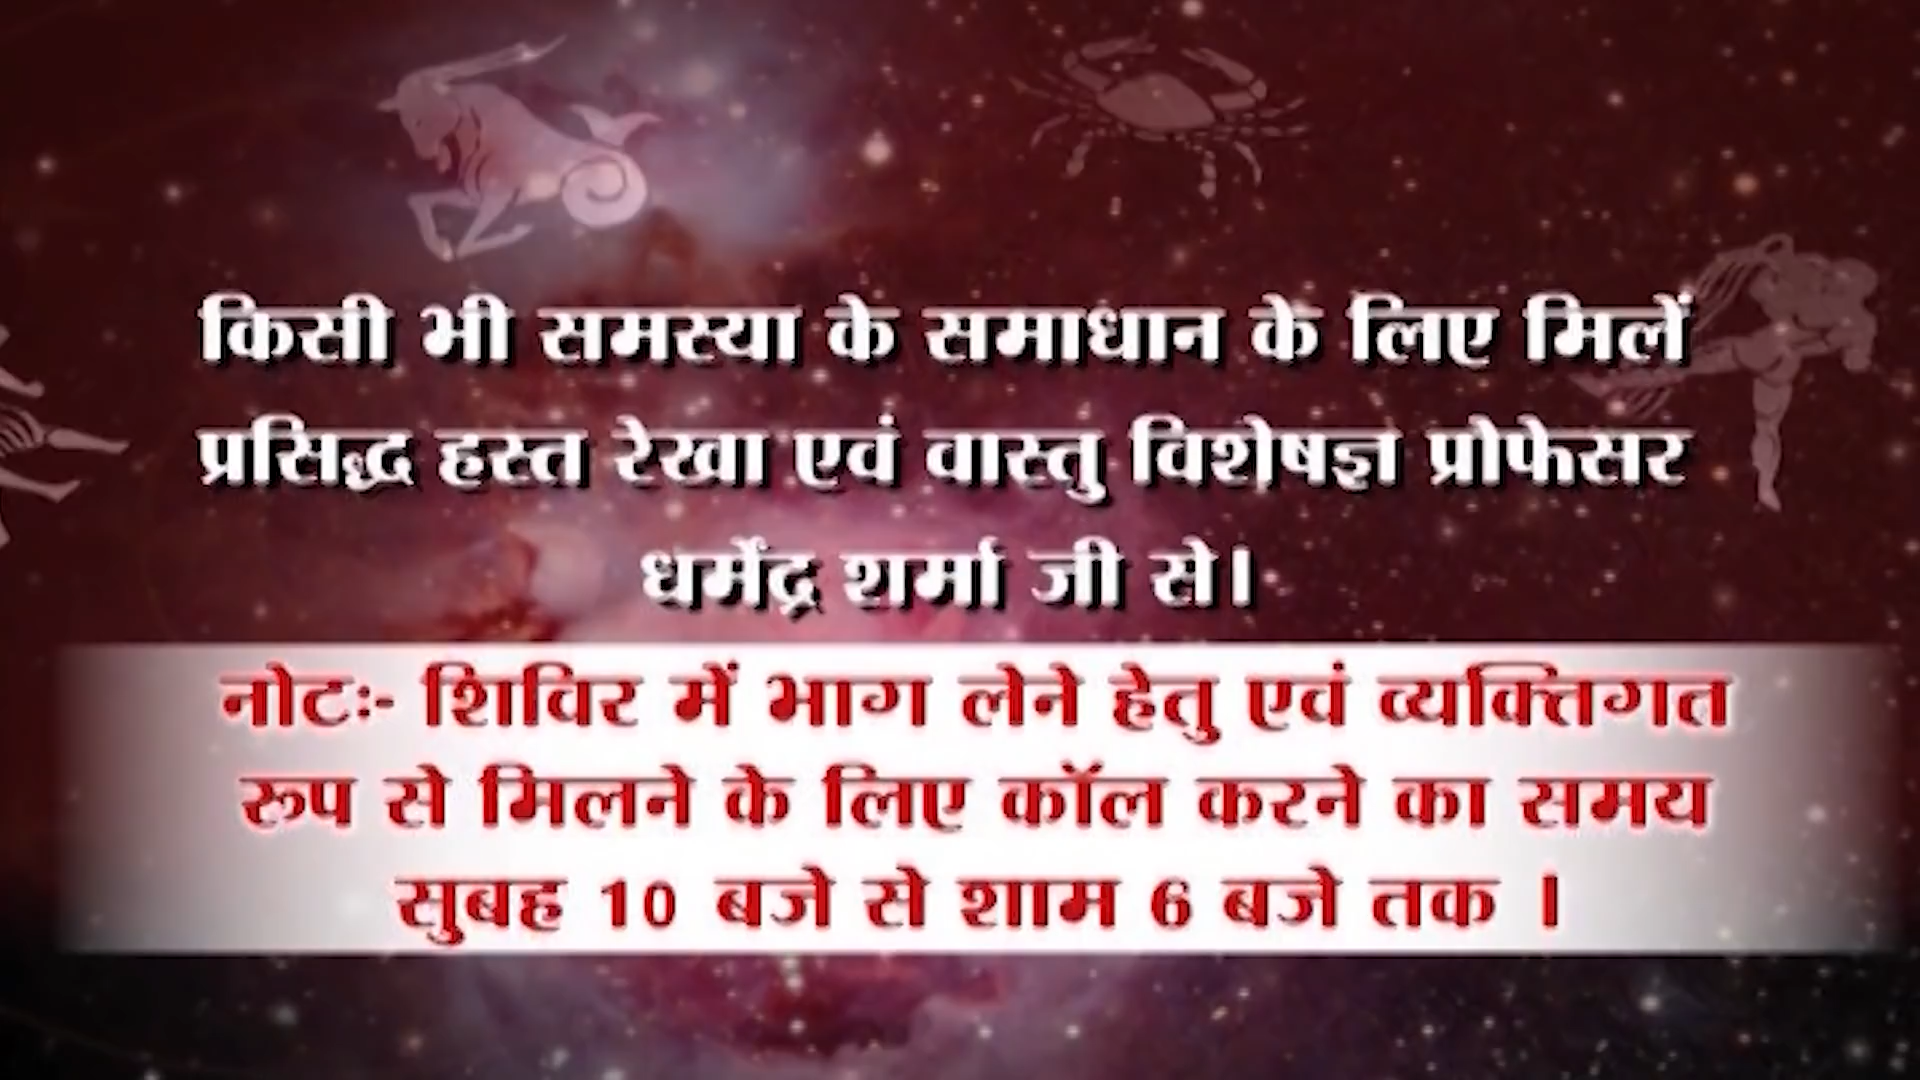 किसी भी समस्या के समाधान के लिए मिलें
प्रसिद्ध हस्त रेखा एवं वास्तु विशेषज्ञ प्रोफेसर
धर्मेंद्र शर्मा जी से।
नोटः- शिविर में भाग लेने हेतु एवं व्यक्तिगत
रूप से मिलने के लिए कॉल करने का समय
सुबह 10 बजे से शाम 6 बजे तक ।